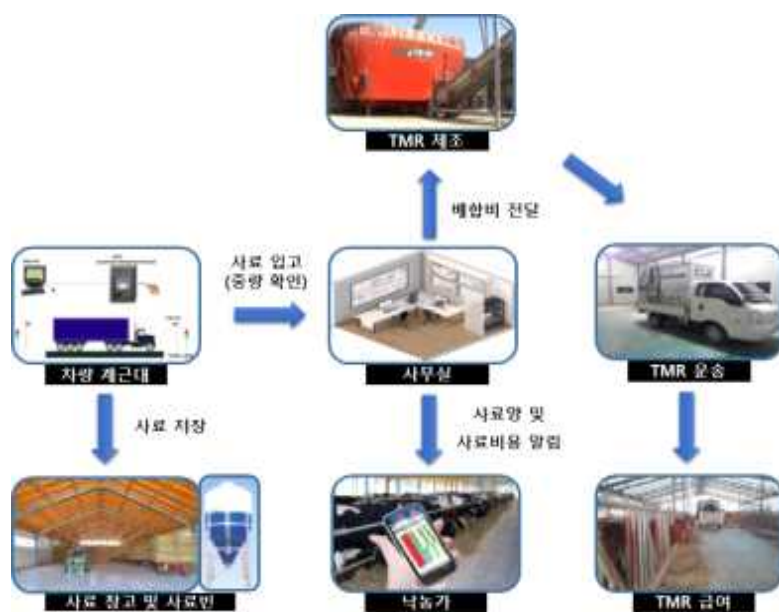 TMR 제조
배합비 전달
사료 입고
(중량 확인)
차량 계근대
사무실
TMR 운송
사료 저장
사료양 및
사료비용 알림
사료 창고 및 사료빈
낙농가
TMR 급여